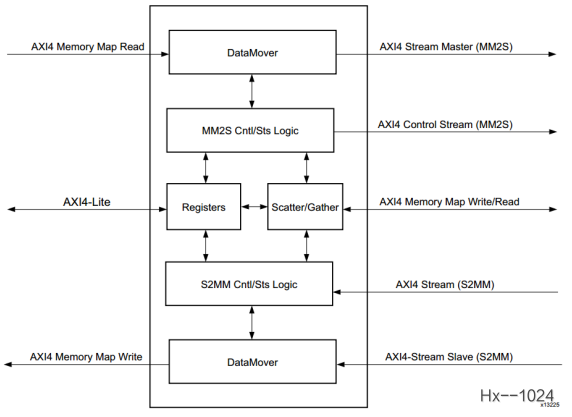 AXI4 Memory Map Read
DataMover
AXI4 Stream Master (MM2S)
MM2S Cntl/Sts Logic
AXI4 Control Stream (MM2S)
AXI4-Lite
Registers
Scatter/Gather
AXI4 Memory Map Write/Read
S2MM Cntl/Sts Logic
AXI4 Stream (S2MM)
AXI4 Memory Map Write
DataMover
AXI4-Stream Slave (S2MM)
Hx--1024
x13225